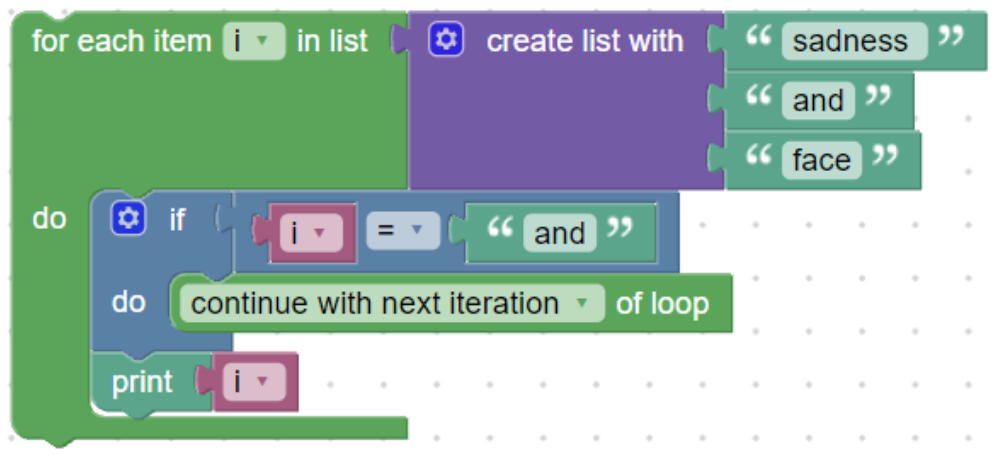 for each item i in list create list with “ sadness ”
“ and ”
“ face ”
do if i = “ and ”
do continue with next iteration of loop
print i